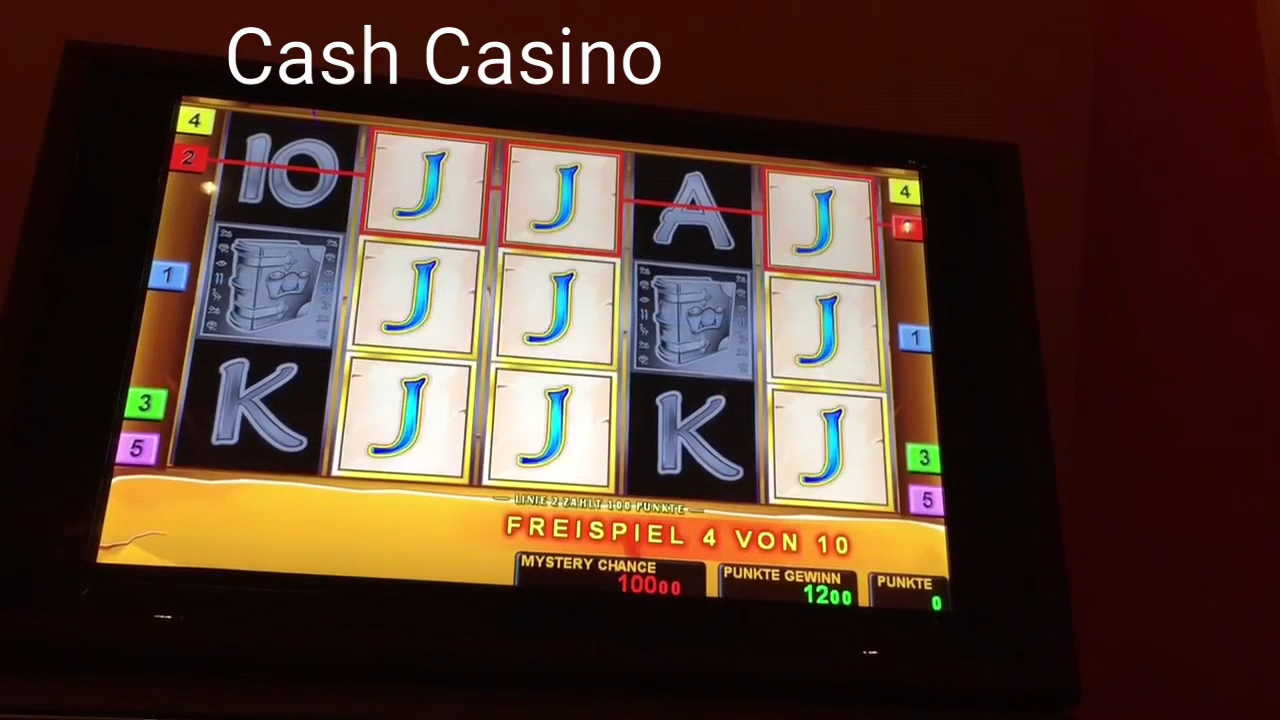 Cash Casino
4
10 J J A J
4
2
1
J J J
1
K J J K J
3
3
5
5
LINIE 2 ZAHLT 100 PUNKTE
FREISPIEL 4 VON 10
MYSTERY CHANCE
10000
PUNKTE GEWINN
1200
PUNKTE
0